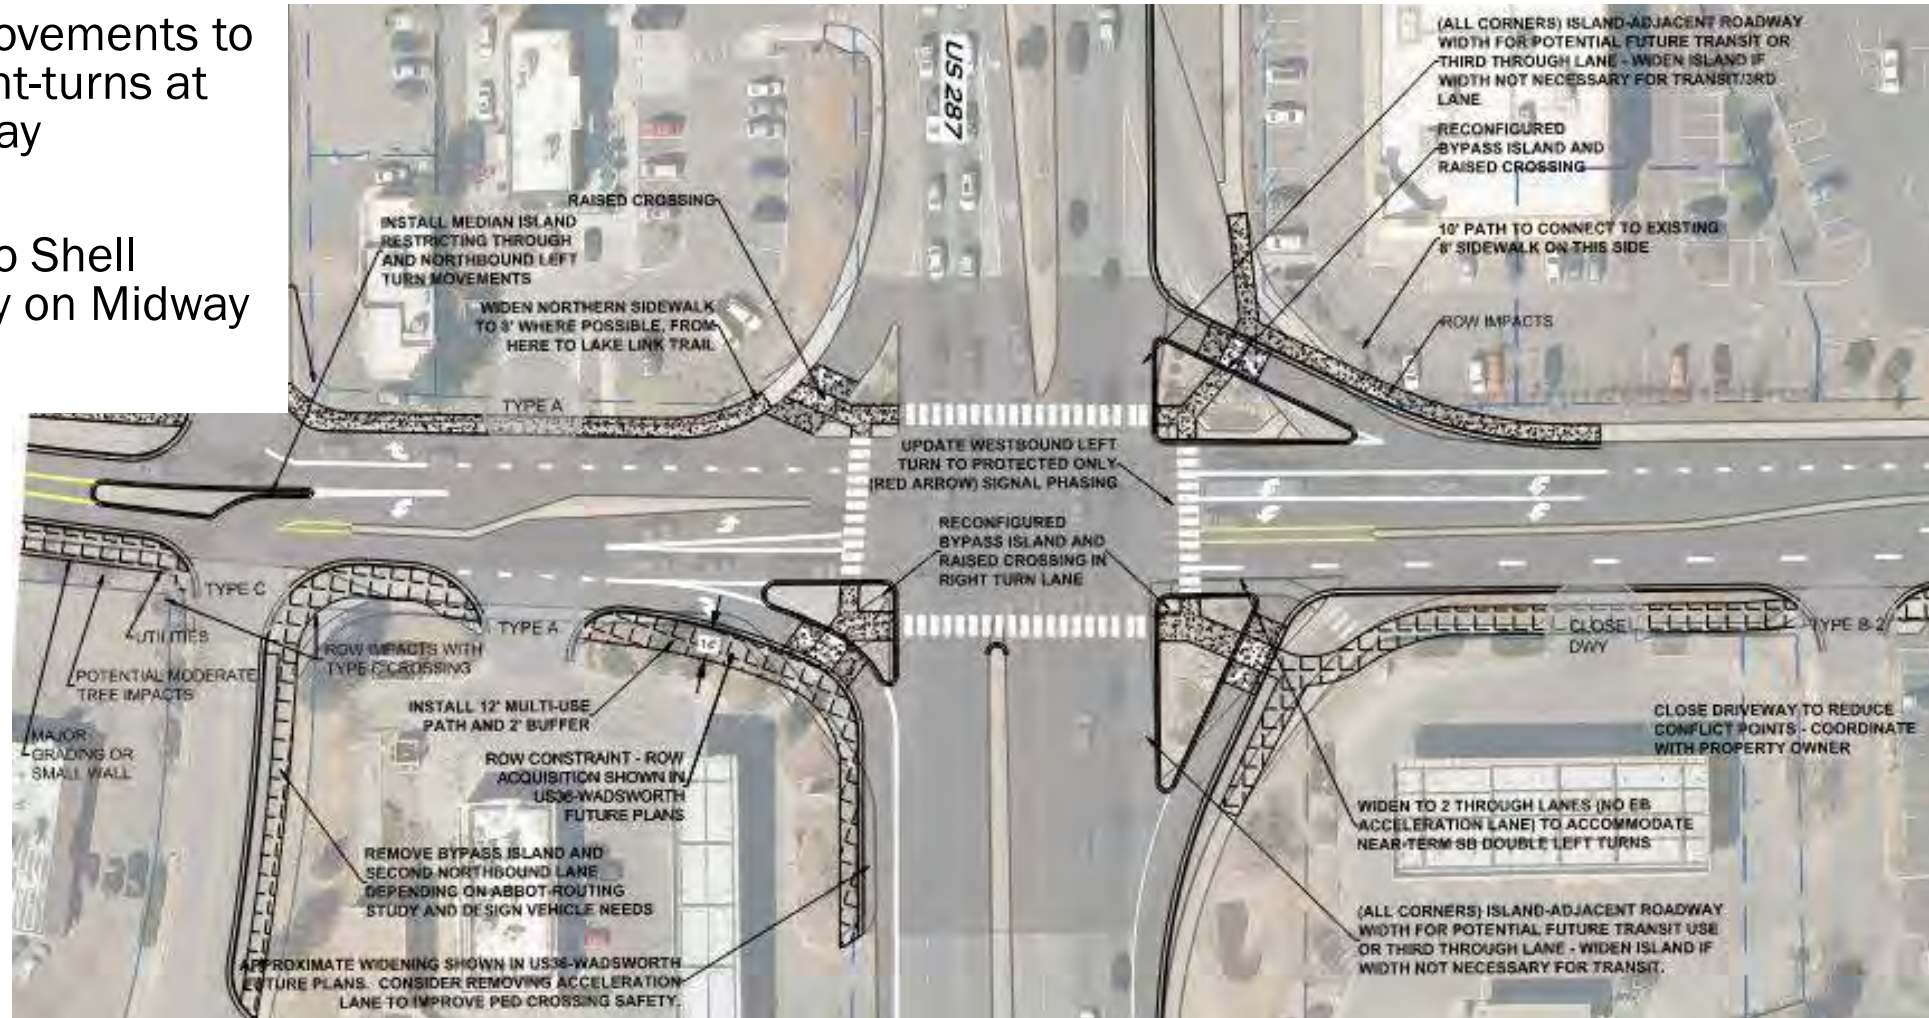 ovements to
nt-turns at
ay
o Shell
y on Midway
US 287
(ALL CORNERS) ISLAND-ADJACENT ROADWAY
WIDTH FOR POTENTIAL FUTURE TRANSIT OR
THIRD THROUGH LANE - WIDEN ISLAND IF
WIDTH NOT NECESSARY FOR TRANSIT/3RD
LANE
RECONFIGURED
BYPASS ISLAND AND
RAISED CROSSING
10' PATH TO CONNECT TO EXISTING
8' SIDEWALK ON THIS SIDE
ROW IMPACTS
RAISED CROSSING
INSTALL MEDIAN ISLAND
RESTRICTING THROUGH
AND NORTHBOUND LEFT
TURN MOVEMENTS
WIDEN NORTHERN SIDEWALK
TO 8' WHERE POSSIBLE, FROM
HERE TO LAKE LINK TRAIL
TYPE A
UPDATE WESTBOUND LEFT
TURN TO PROTECTED ONLY
(RED ARROW) SIGNAL PHASING
RECONFIGURED
BYPASS ISLAND AND
RAISED CROSSING IN
RIGHT TURN LANE
TYPE C
UTILITIES
POTENTIAL MODERATE
TREE IMPACTS
MAJOR
GRADING OR
SMALL WALL
ROW IMPACTS WITH
TYPE C CROSSING
TYPE A
16'
INSTALL 12' MULTI-USE
PATH AND 2' BUFFER
ROW CONSTRAINT - ROW
ACQUISITION SHOWN IN
US36-WADSWORTH
FUTURE PLANS
REMOVE BYPASS ISLAND AND
SECOND NORTHBOUND LANE
DEPENDING ON ABBOT-ROUTING
STUDY AND DESIGN VEHICLE NEEDS
APPROXIMATE WIDENING SHOWN IN US36-WADSWORTH
FUTURE PLANS. CONSIDER REMOVING ACCELERATION
LANE TO IMPROVE PED CROSSING SAFETY.
CLOSE
DWY
TYPE B-2
CLOSE DRIVEWAY TO REDUCE
CONFLICT POINTS - COORDINATE
WITH PROPERTY OWNER
WIDEN TO 2 THROUGH LANES (NO EB
ACCELERATION LANE) TO ACCOMMODATE
NEAR-TERM SB DOUBLE LEFT TURNS
(ALL CORNERS) ISLAND-ADJACENT ROADWAY
WIDTH FOR POTENTIAL FUTURE TRANSIT USE
OR THIRD THROUGH LANE - WIDEN ISLAND IF
WIDTH NOT NECESSARY FOR TRANSIT.